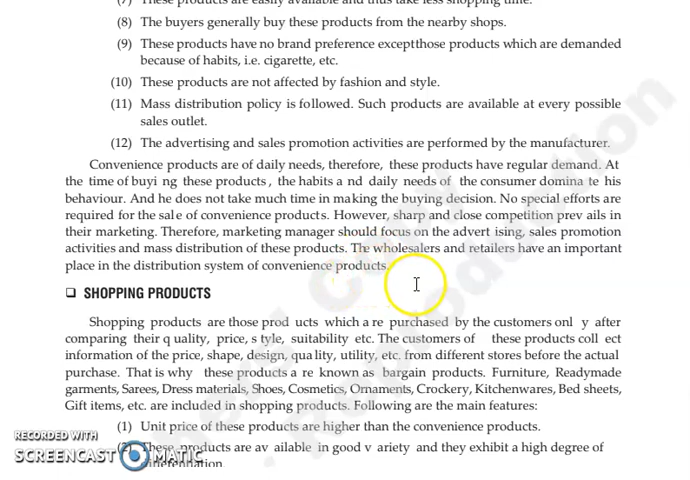 (7) These products are easily available and thus take less shopping time.
(8) The buyers generally buy these products from the nearby shops.
(9) These products have no brand preference exceptthose products which are demanded
because of habits, i.e. cigarette, etc.
(10) These products are not affected by fashion and style.
(11) Mass distribution policy is followed. Such products are available at every possible
sales outlet.
(12) The advertising and sales promotion activities are performed by the manufacturer.
Convenience products are of daily needs, therefore, these products have regular demand. At
the time of buyi ng these products, the habits a nd daily needs of the consumer domina te his
behaviour. And he does not take much time in making the buying decision. No special efforts are
required for the sale of convenience products. However, sharp and close competition prev ails in
their marketing. Therefore, marketing manager should focus on the advert ising, sales promotion
activities and mass distribution of these products. The wholesalers and retailers have an important
place in the distribution system of convenience products.
❑ SHOPPING PRODUCTS
Shopping products are those prod ucts which a re purchased by the customers onl y after
comparing their q uality, price, s tyle, suitability etc. The customers of these products coll ect
information of the price, shape, design, qua lity, utility, etc. from different stores before the actual
purchase. That is why these products a re known as bargain products. Furniture, Readymade
garments, Sarees, Dress materials, Shoes, Cosmetics, Ornaments, Crockery, Kitchenwares, Bed sheets,
Gift items, etc. are included in shopping products. Following are the main features:
(1) Unit price of these products are higher than the convenience products.
(2) These products are av ailable in good v ariety and they exhibit a high degree of
RECORDED WITH
SCREENCAST MATIC